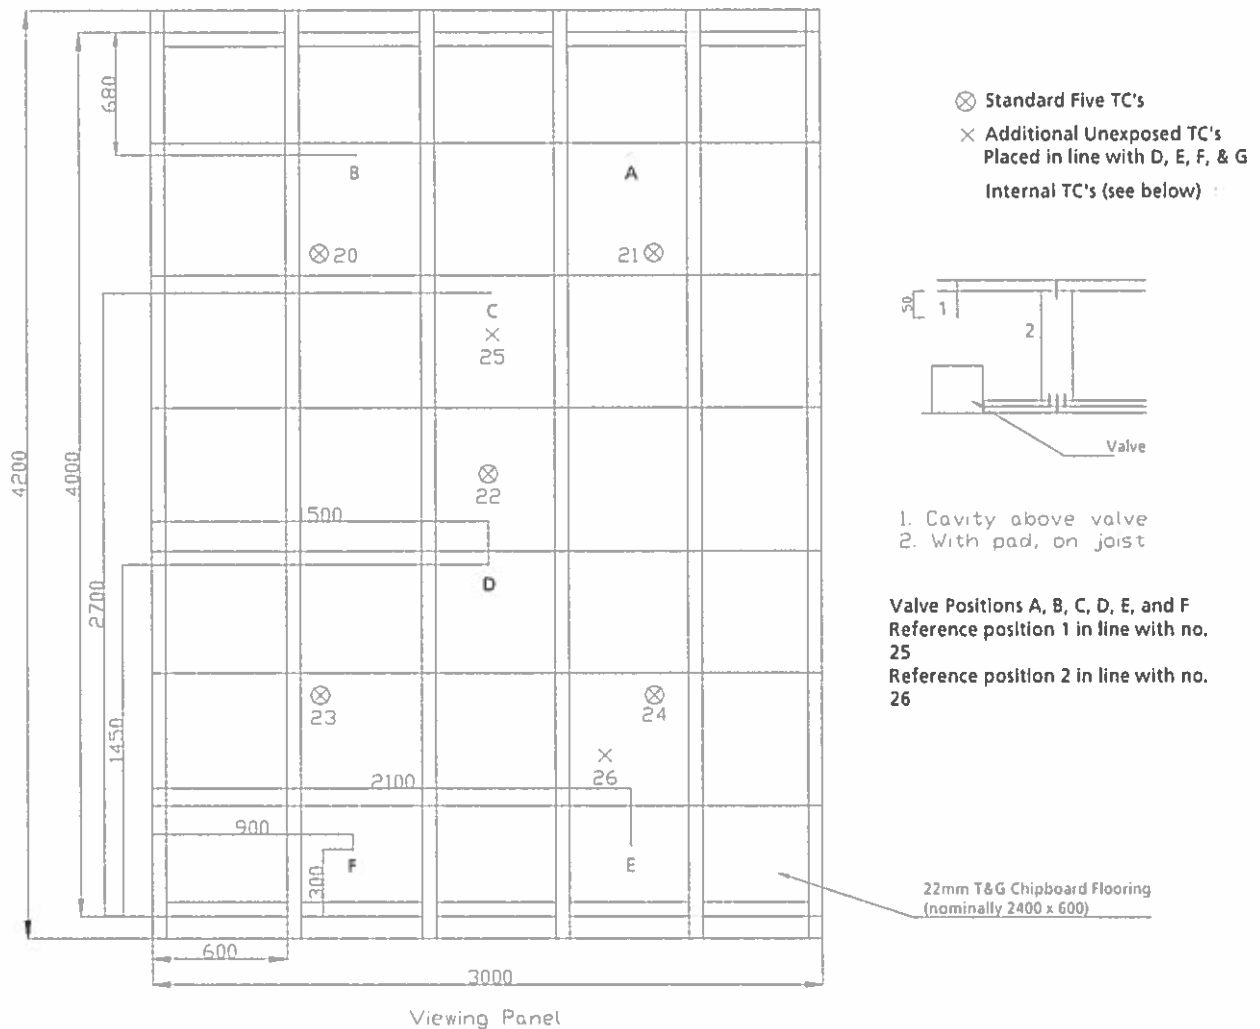 680
B
A
20
21
C
25
4200
4000
22
500
2700
D
1450
23
24
26
2100
900
F
300
E
600
3000
Viewing Panel
Standard Five TC's
Additional Unexposed TC's
Placed in line with D, E, F, & G
Internal TC's (see below)
50
1
2
Valve
1. Cavity above valve
2. With pad, on joist
Valve Positions A, B, C, D, E, and F
Reference position 1 in line with no.
25
Reference position 2 in line with no.
26
22mm T&G Chipboard Flooring
(nominally 2400 x 600)